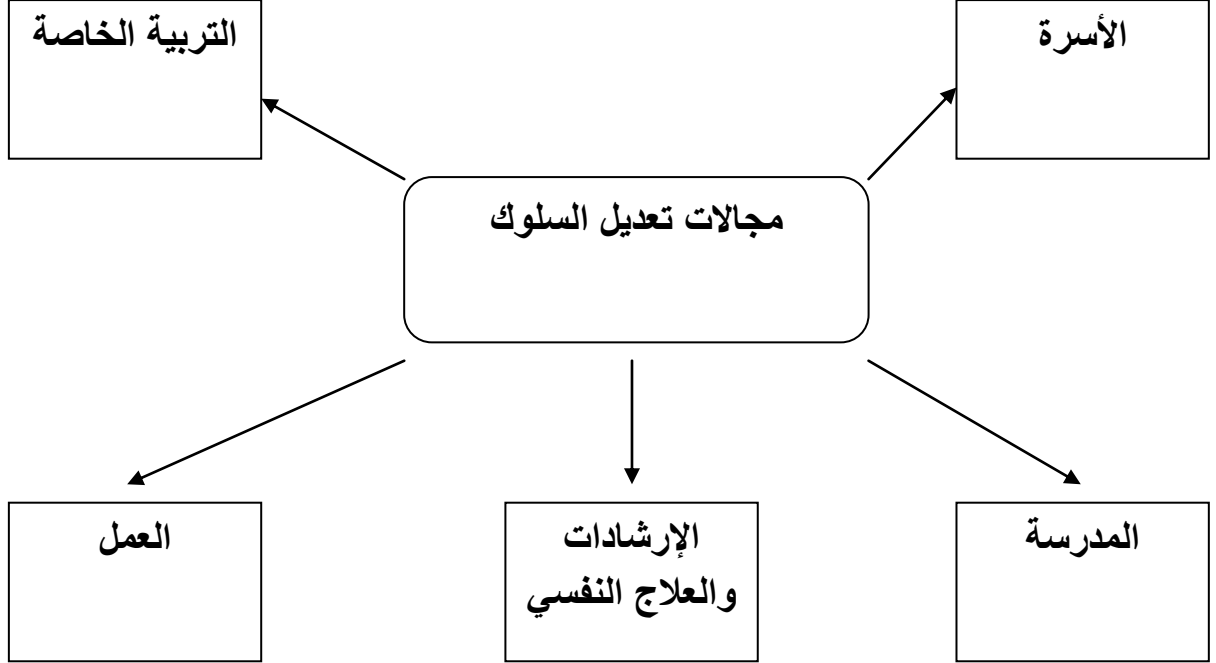 الأسرة
التربية الخاصة
مجالات تعديل السلوك
المدرسة
الإرشادات
والعلاج النفسي
العمل